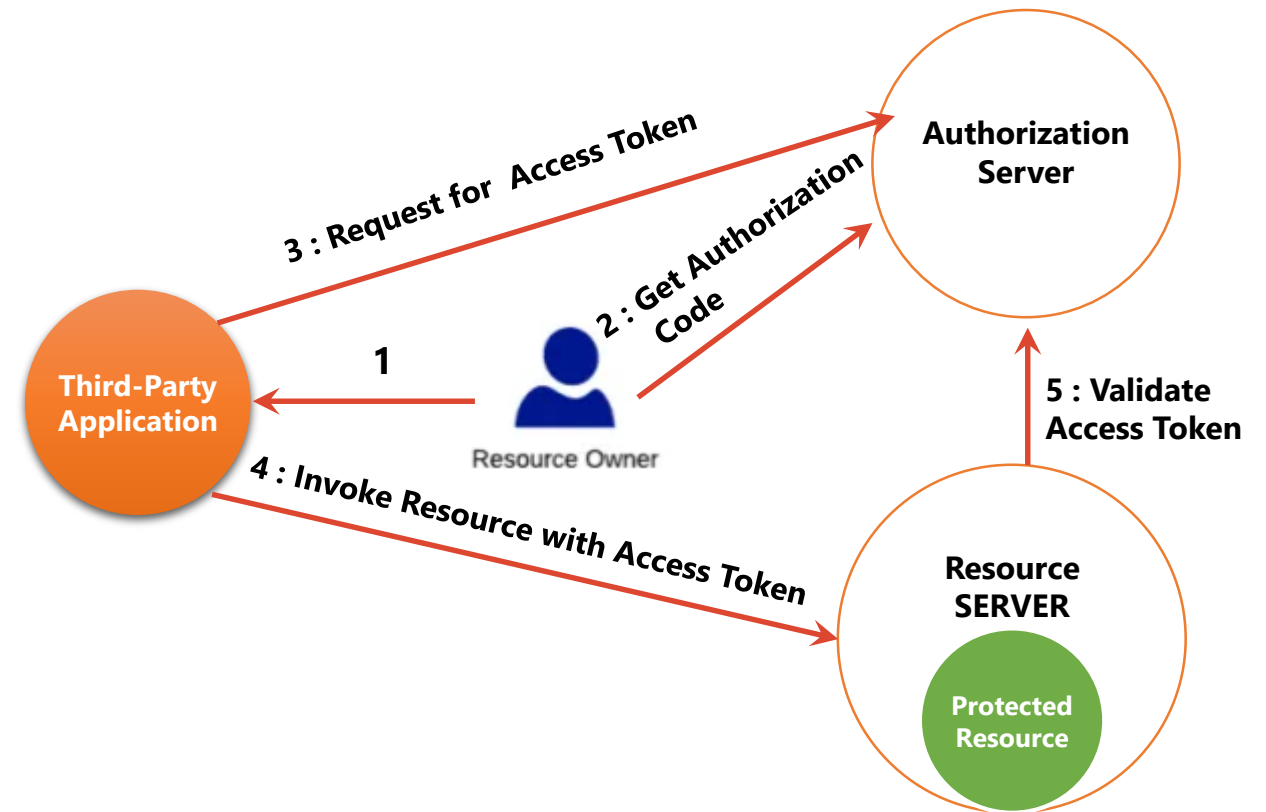 Authorization
Server
3 : Request for  Access Token
2 : Get Authorization
Code
1
Third-Party
Application
Resource Owner
5 : Validate
Access Token
4 : Invoke Resource with Access Token
Resource
SERVER
Protected
Resource